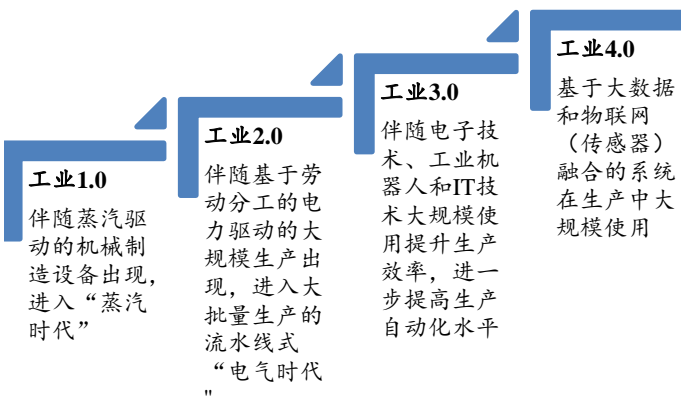 工业1.0
伴随蒸汽驱
动的机械制
造设备出现，
进入“蒸汽
时代”
工业2.0
伴随基于劳
动分工的电
力驱动的大
规模生产出
现，进入大
批量生产的
流水线式
“电气时代
"
工业3.0
伴随电子技
术、工业机
器人和IT技
术大规模使
用提升生产
效率，进一
步提高生产
自动化水平
工业4.0
基于大数据
和物联网
（传感器）
融合的系统
在生产中大
规模使用